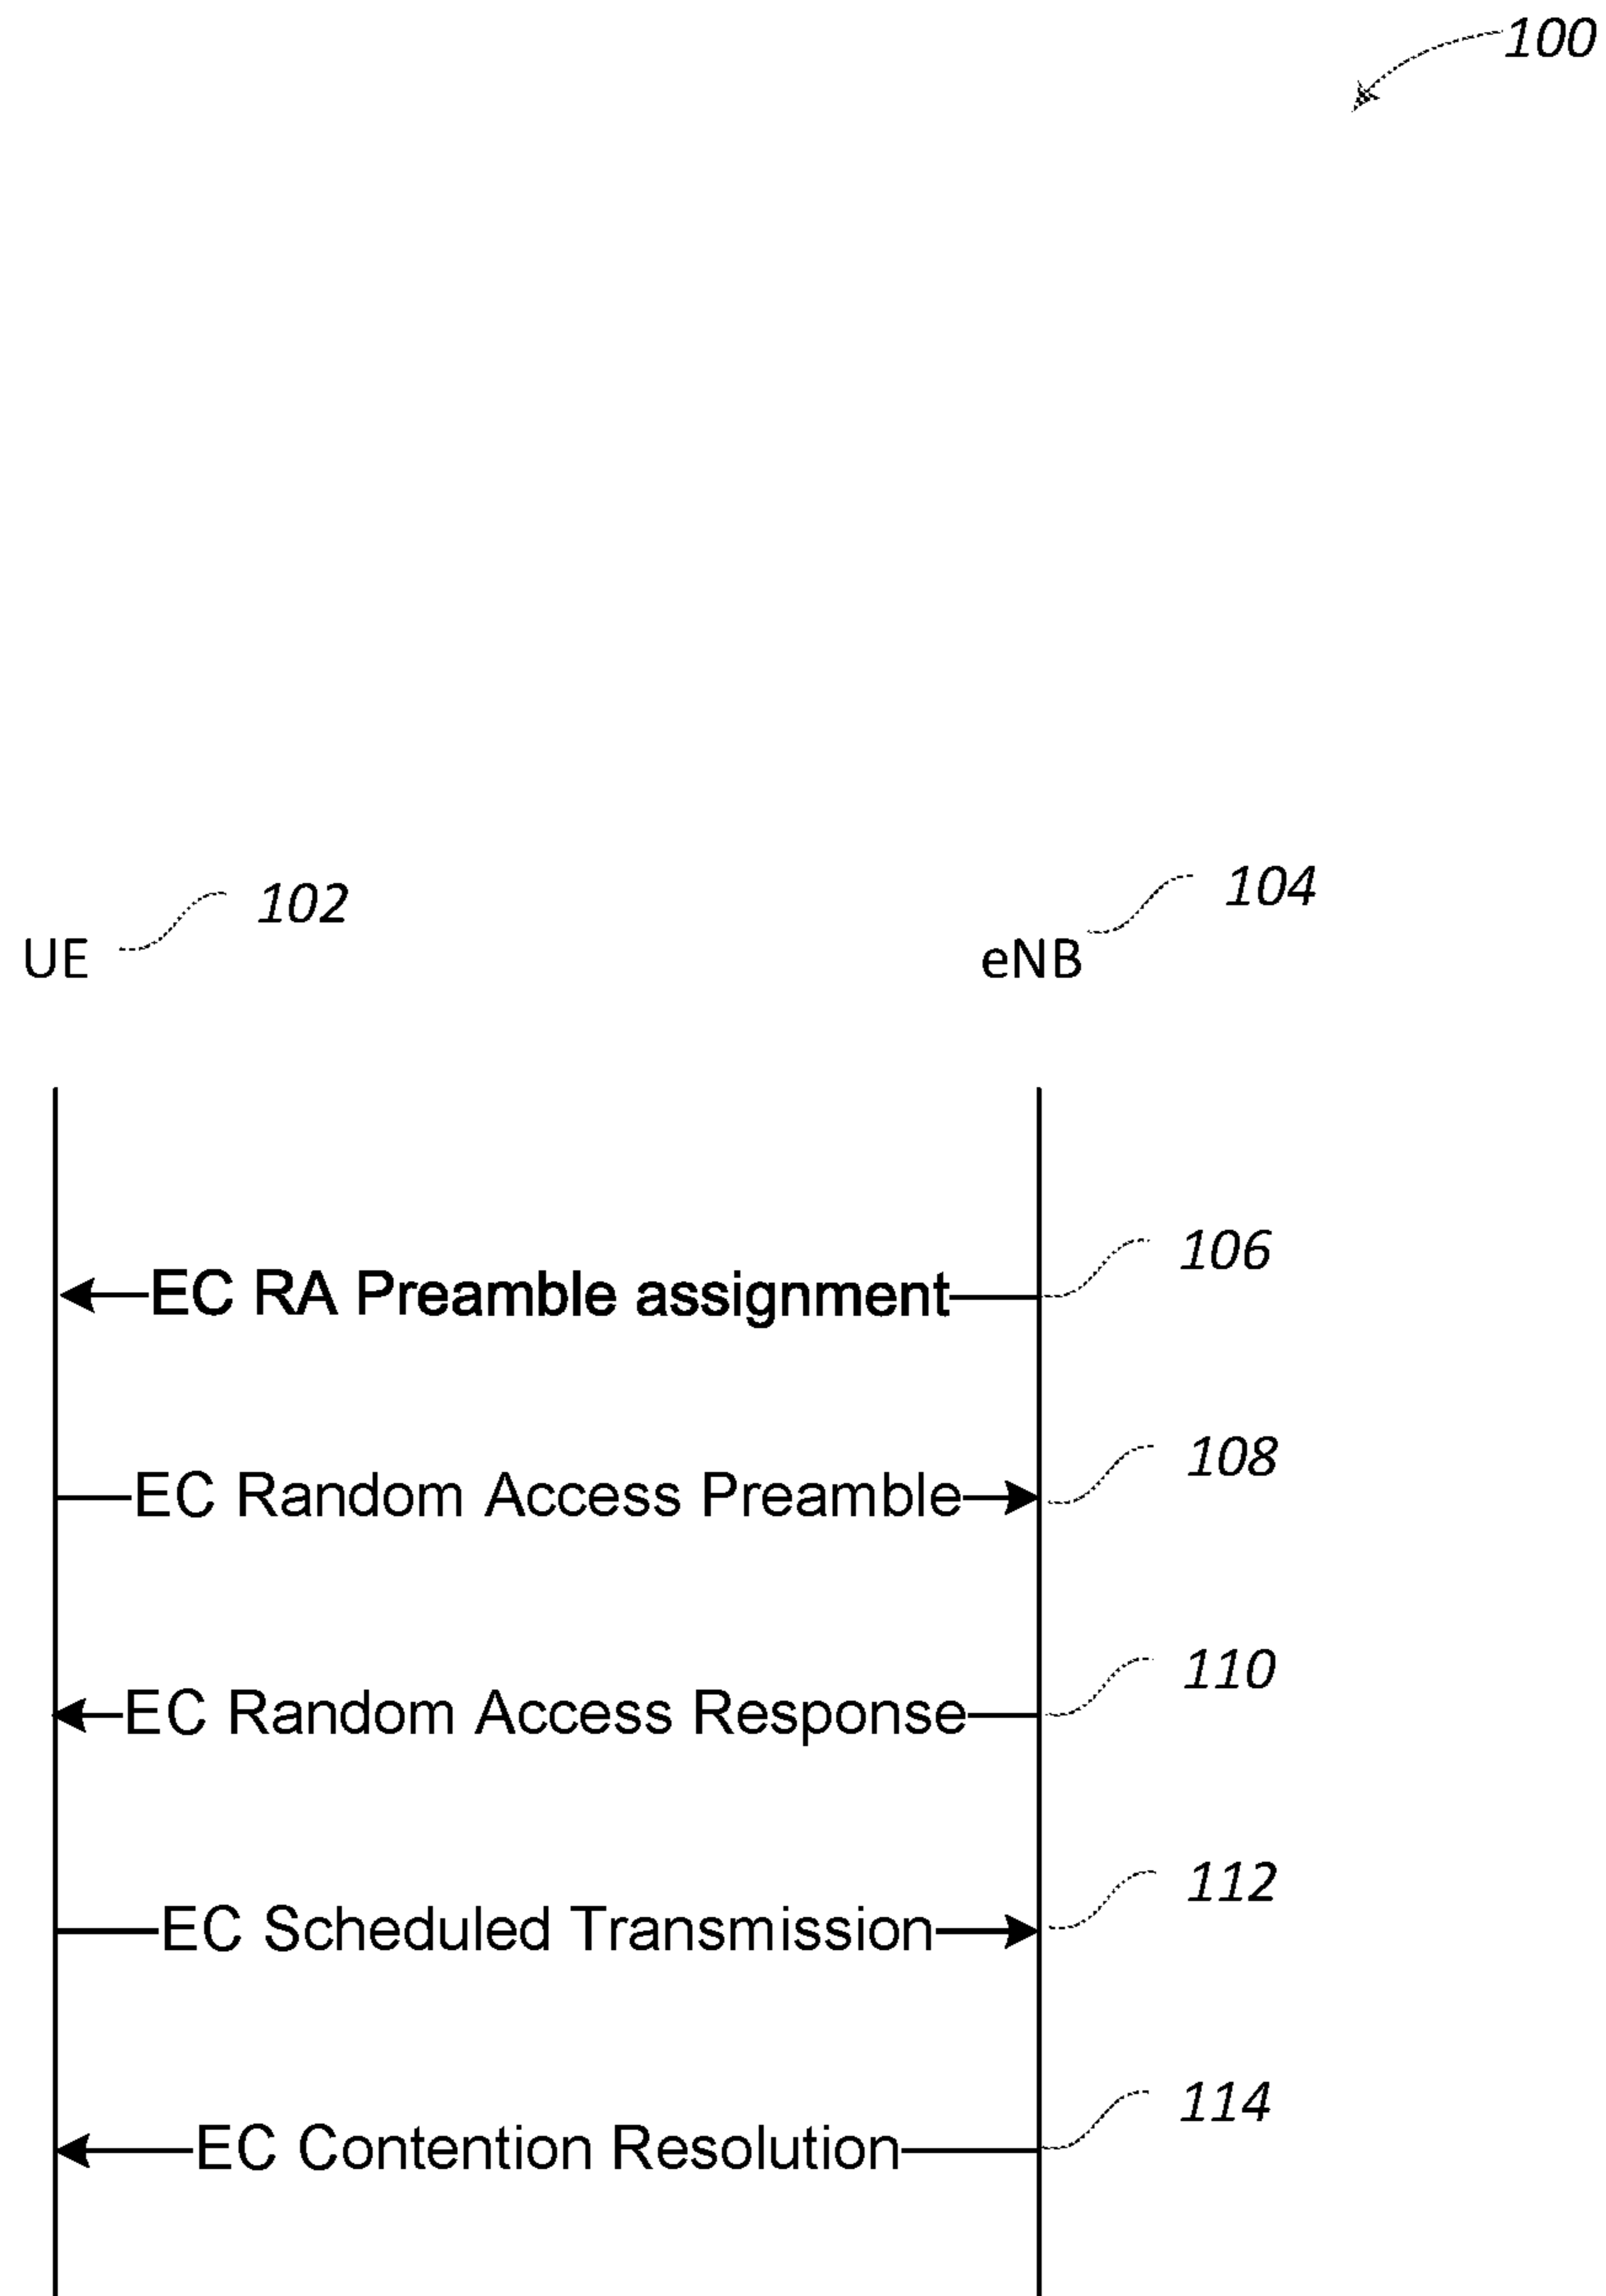 100
102
104
UE
eNB
106
EC RA Preamble assignment
108
EC Random Access Preamble
110
EC Random Access Response
112
EC Scheduled Transmission
114
EC Contention Resolution